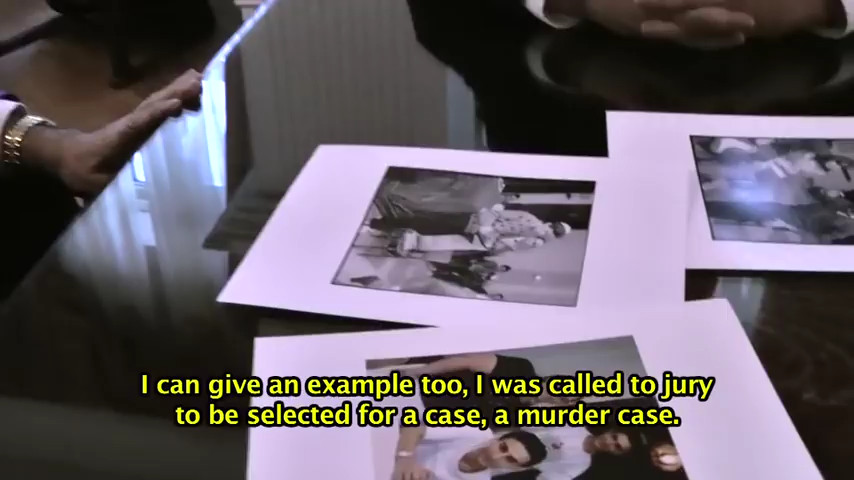 I can give an example too, I was called to jury
to be selected for a case, a murder case.